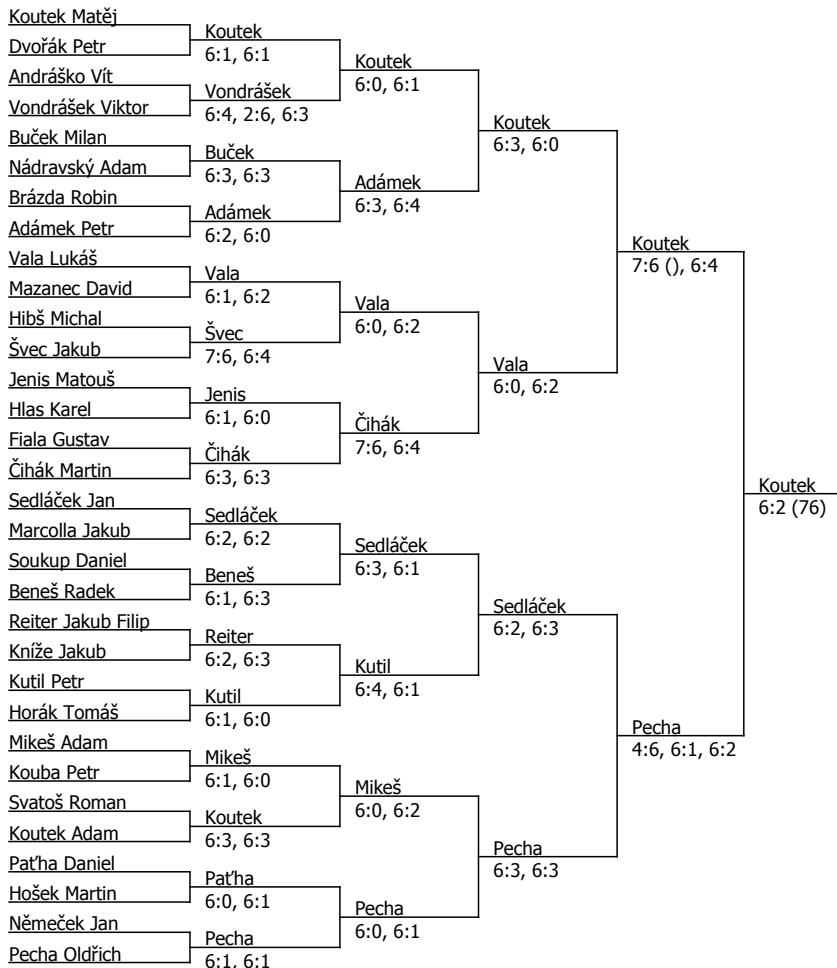 Koutek Matěj
Dvořák Petr
Andráško Vít
Vondrášek Viktor
Buček Milan
Nádravský Adam
Brázda Robin
Adámek Petr
Vala Lukáš
Mazanec David
Hibš Michal
Švec Jakub
Jenis Matouš
Hlas Karel
Fiala Gustav
Čihák Martin
Sedláček Jan
Marcolla Jakub
Soukup Daniel
Beneš Radek
Reiter Jakub Filip
Kníže Jakub
Kutil Petr
Horák Tomáš
Mikeš Adam
Kouba Petr
Svatoš Roman
Koutek Adam
Paťha Daniel
Hošek Martin
Němeček Jan
Pecha Oldřich
Koutek
6:1, 6:1
Vondrášek
6:4, 2:6, 6:3
Buček
6:3, 6:3
Adámek
6:2, 6:0
Vala
6:1, 6:2
Švec
7:6, 6:4
Jenis
6:1, 6:0
Čihák
6:3, 6:3
Sedláček
6:2, 6:2
Beneš
6:1, 6:3
Reiter
6:2, 6:3
Kutil
6:1, 6:0
Mikeš
6:1, 6:0
Koutek
6:3, 6:3
Paťha
6:0, 6:1
Pecha
6:1, 6:1
Koutek
6:0, 6:1
Adámek
6:3, 6:4
Vala
6:0, 6:2
Čihák
7:6, 6:4
Sedláček
6:3, 6:1
Kutil
6:4, 6:1
Mikeš
6:0, 6:2
Pecha
6:0, 6:1
Koutek
6:3, 6:0
Vala
6:0, 6:2
Sedláček
6:2, 6:3
Pecha
6:3, 6:3
Koutek
7:6 (), 6:4
Pecha
4:6, 6:1, 6:2
Koutek
6:2 (76)